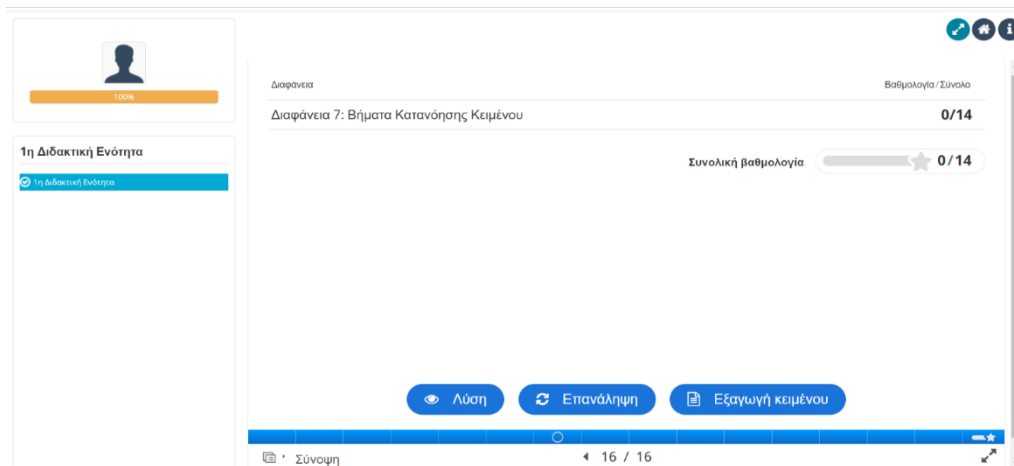 100%
1η Διδακτική Ενότητα
1η Διδακτική Ενότητα
Διαφάνεια Βαθμολογία/Σύνολο
Διαφάνεια 7: Βήματα Κατανόησης Κειμένου 0/14
Συνολική βαθμολογία 0/14
Λύση Επανάληψη Εξαγωγή κειμένου
Σύνοψη 16 / 16